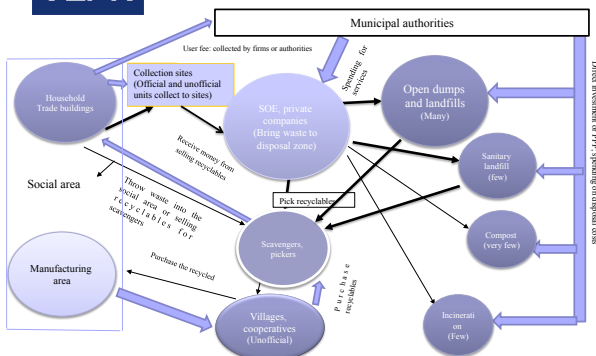 Municipal authorities
User fee: collected by firms or authorities
Spending for
services
Household
Trade buildings
Collection sites
(Official and unofficial
units collect to sites)
SOE, private
companies
(Bring waste to
disposal zone)
Open dumps
and landfills
(Many)
Direct investment or PPP, spending on disposal costs
Receive money from
selling recyclables
Sanitary
landfill
(few)
Social area
Throw waste into the
social area or selling
recyclables for
scavengers
Pick recyclables
Scavengers,
pickers
Compost
(very few)
Manufacturing
area
Purchase the recycled
Purchase
recyclables
Villages,
cooperatives
(Unofficial)
Incinerati
on
(Few)